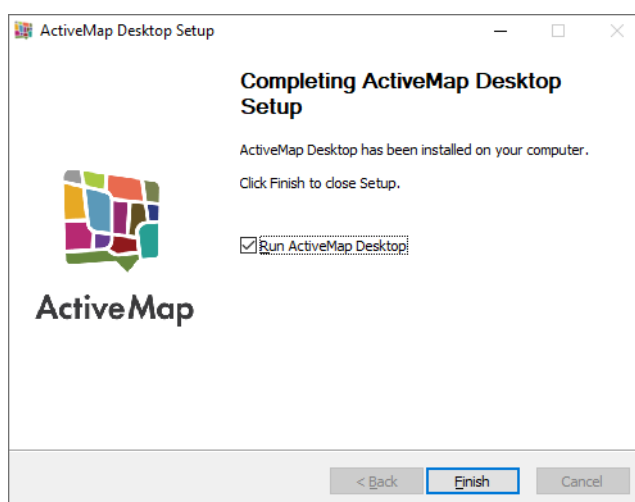 ActiveMap Desktop Setup
Completing ActiveMap Desktop
Setup
ActiveMap Desktop has been installed on your computer.
Click Finish to close Setup.
Run ActiveMap Desktop
ActiveMap
< Back
Finish
Cancel